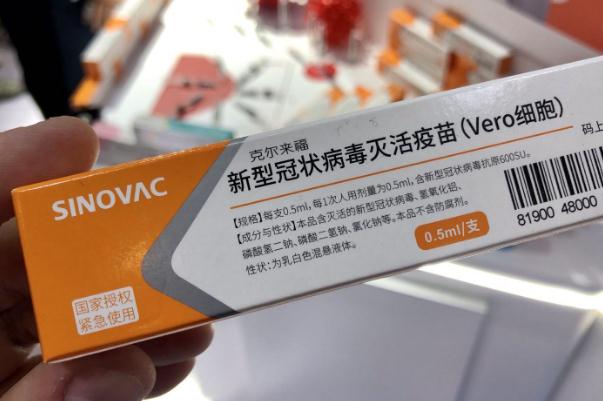 SINOVAC
克尔来福
新型冠状病毒灭活疫苗(Vero细胞)
码上
【规格】每支0.5ml,每1次人用剂量为0.5ml,含新型冠状病毒抗原600SU。
【成分与性状】本品含灭活的新型冠状病毒、氢氧化铝、
磷酸氢二钠、磷酸二氢钠、氯化钠等。本品不含防腐剂。
性状:为乳白色混悬液体。
0.5ml/支
81900 48000
国家授权
紧急使用